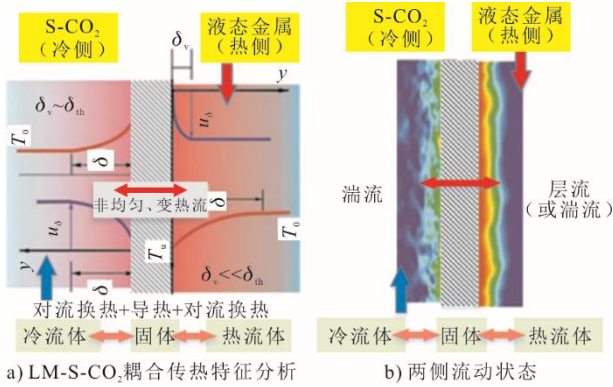 S-CO₂
(冷侧)
δᵥ
液态金属
(热侧)
y
δᵥ~δₜₕ
T₀
δ
u_δ
非均匀、变热流
δ
u_δ
T_u
T₀
y
δ
δᵥ<<δₜₕ
对流换热+导热+对流换热
冷流体
固体
热流体
a) LM-S-CO₂耦合传热特征分析
S-CO₂
(冷侧)
液态金属
(热侧)
湍流
层流
(或湍流)
冷流体
固体
热流体
b) 两侧流动状态